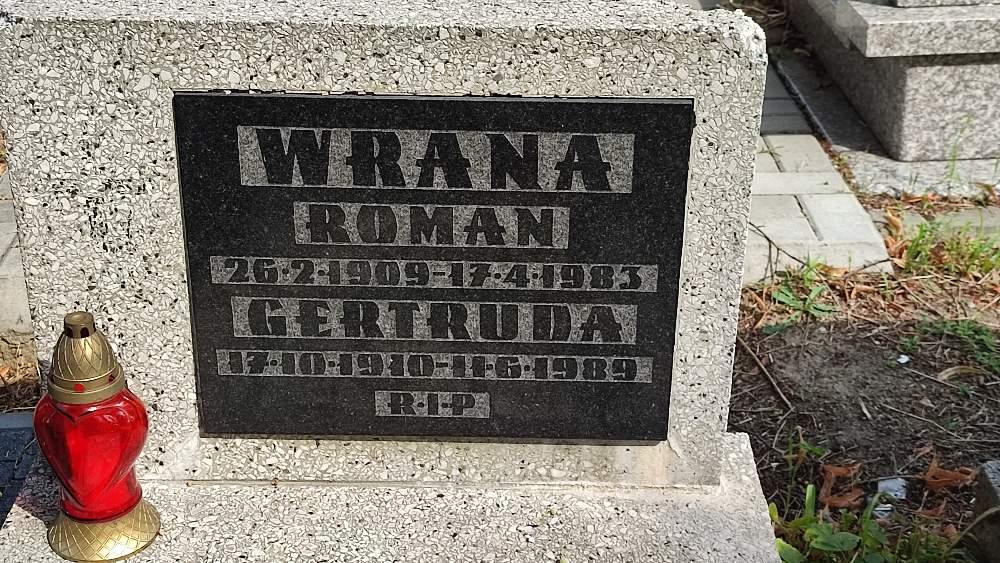 WRANA
ROMAN
26·2·1909-17·4·1983
GERTRUDA
17·10·1910-11·6·1989
R·I·P